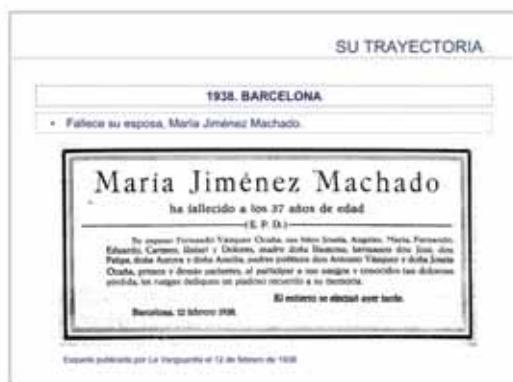 SU TRAYECTORIA
1938. BARCELONA
• Fallece su esposa, María Jiménez Machado.
María Jiménez Machado
ha fallecido a los 37 años de edad
(E. P. D.)
Su esposo Fernando Vázquez Ocaña, sus hijos Josefa, Angeles, María, Fernando,
Eduardo, Carmen, Rafael y Dolores, madre doña Filomena, hermanos don José, don
Felipe, doña Aurora y doña Amelia, padres políticos don Antonio Vázquez y doña Josefa
Ocaña, primos y demás parientes, al participar a sus amigos y conocidos tan dolorosa
pérdida, les ruegan dediquen un piadoso recuerdo a su memoria.
El entierro se efectuó ayer tarde.
Barcelona, 12 febrero 1938.
Esquela publicada por La Vanguardia el 12 de febrero de 1938